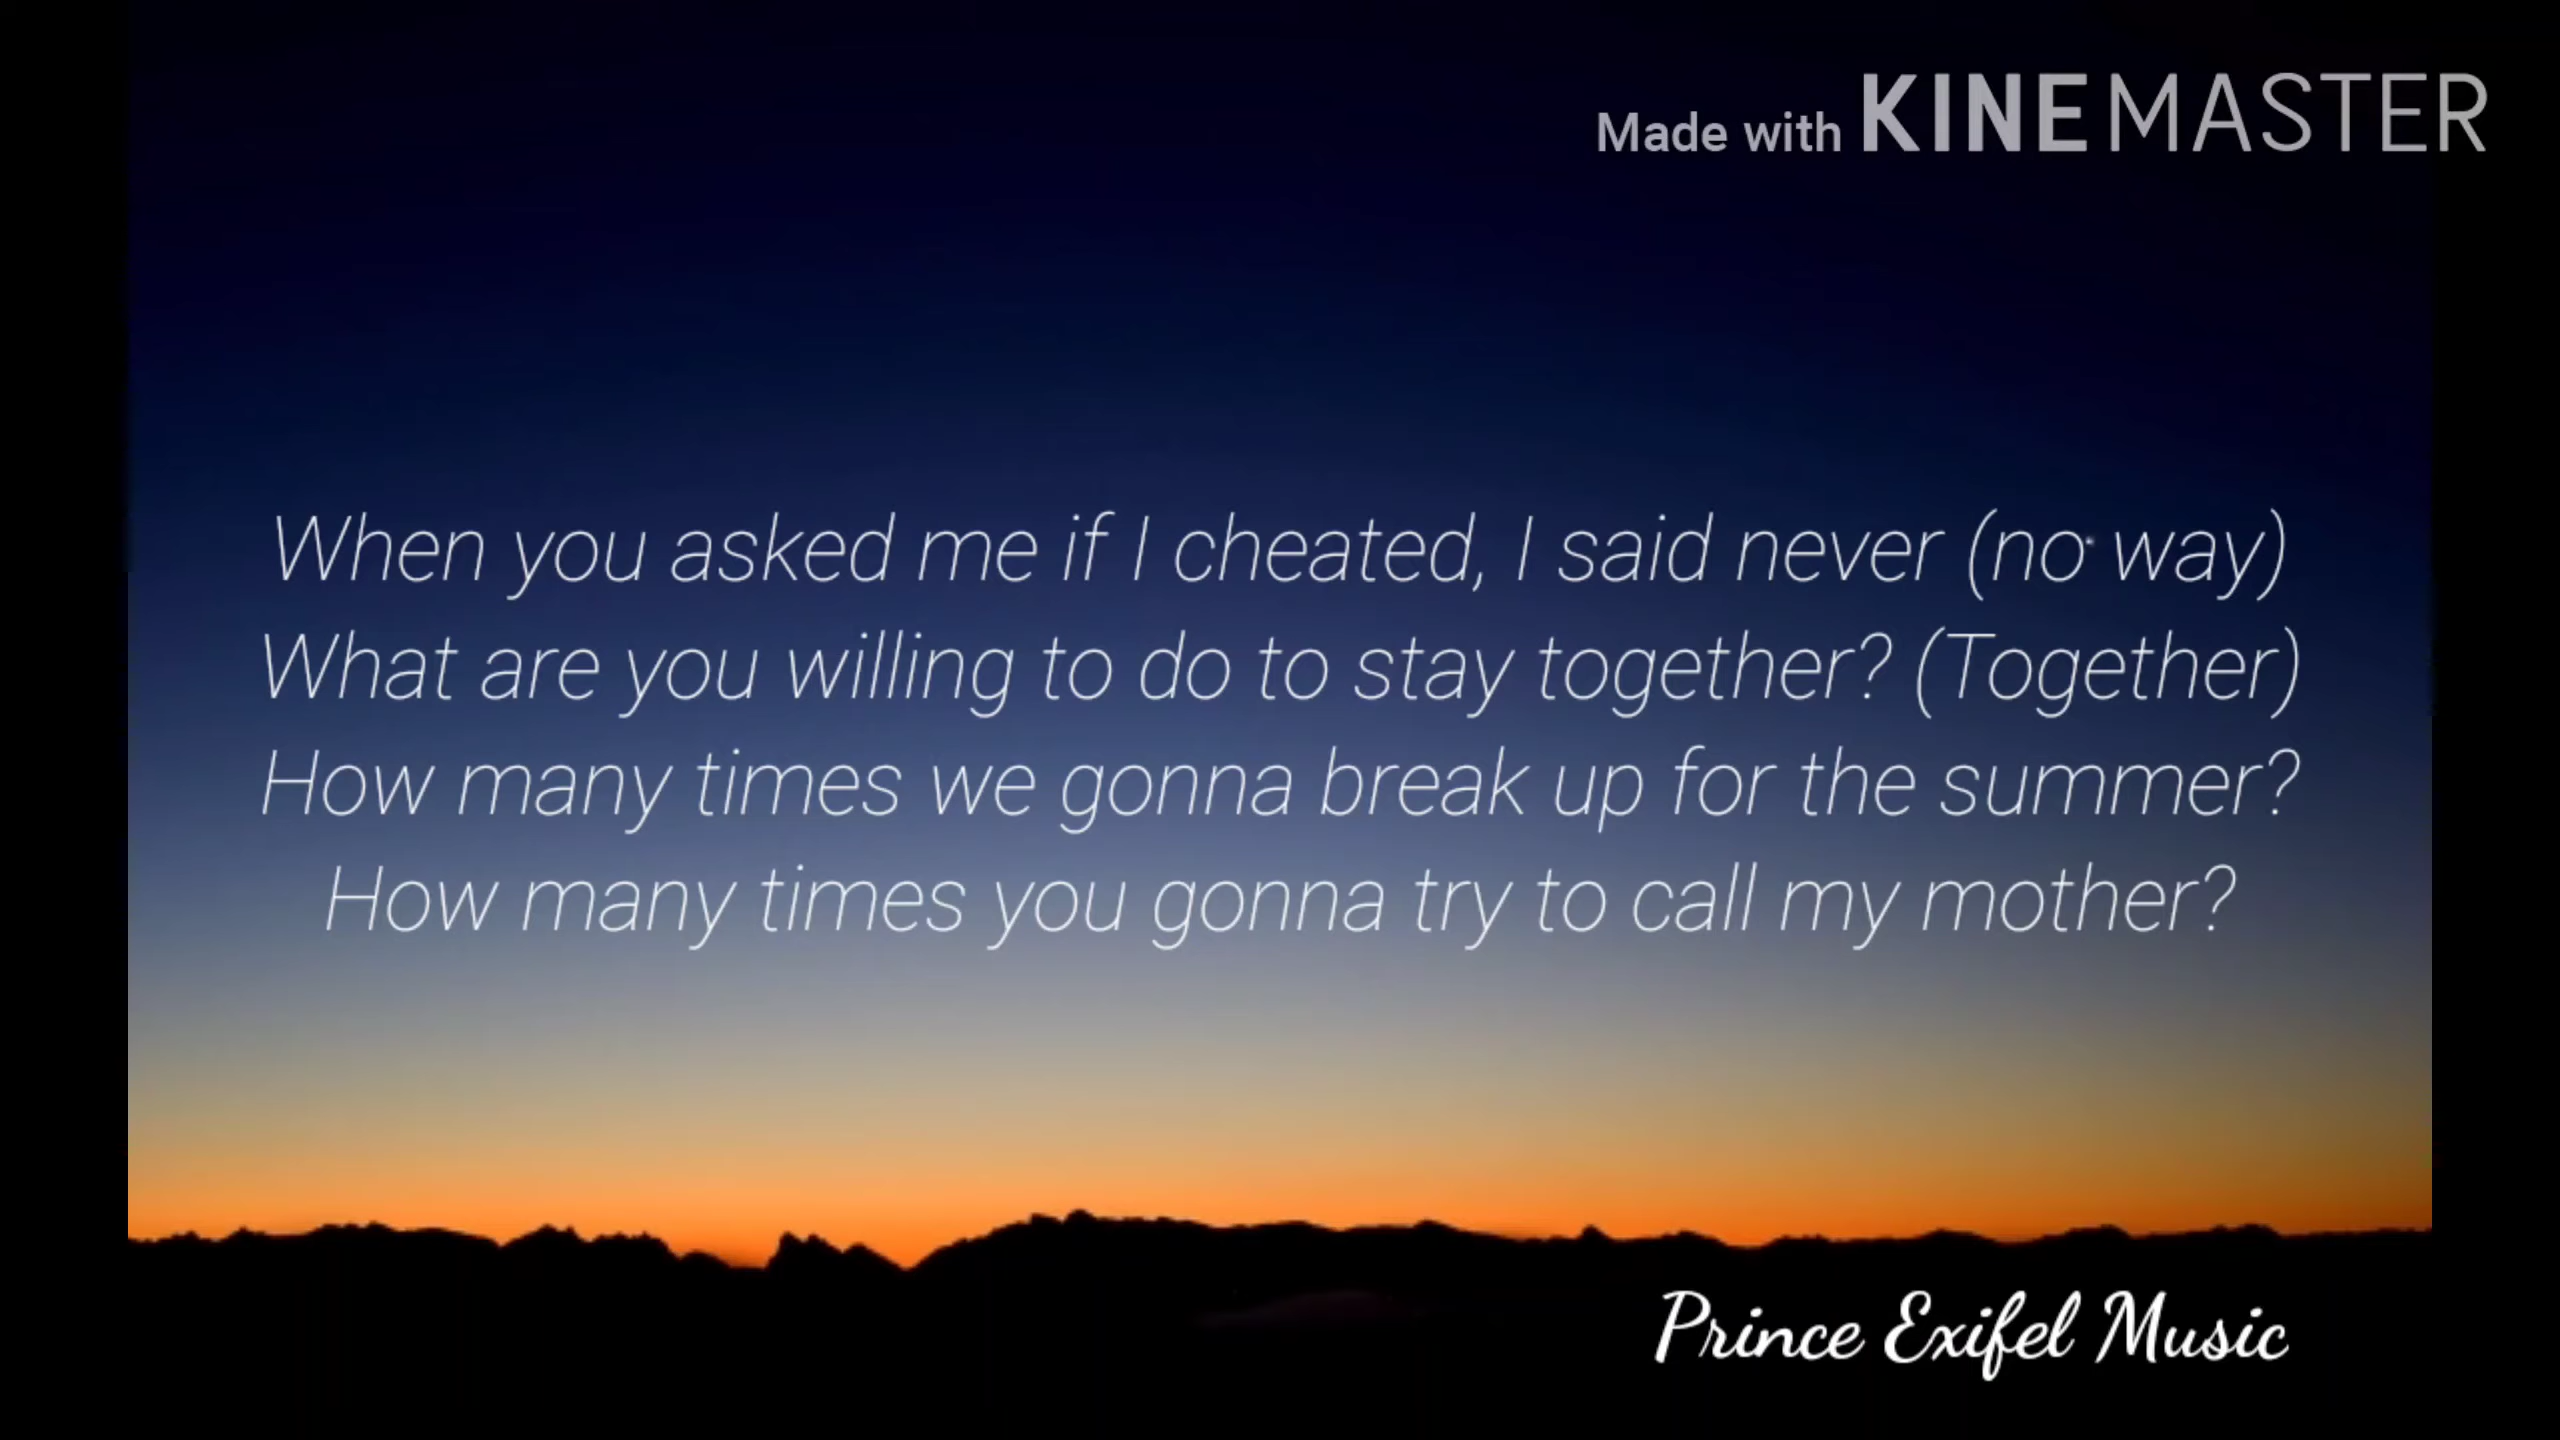 Made with KINEMASTER
When you asked me if I cheated, I said never (no way)
What are you willing to do to stay together? (Together)
How many times we gonna break up for the summer?
How many times you gonna try to call my mother?
Prince Exifel Music